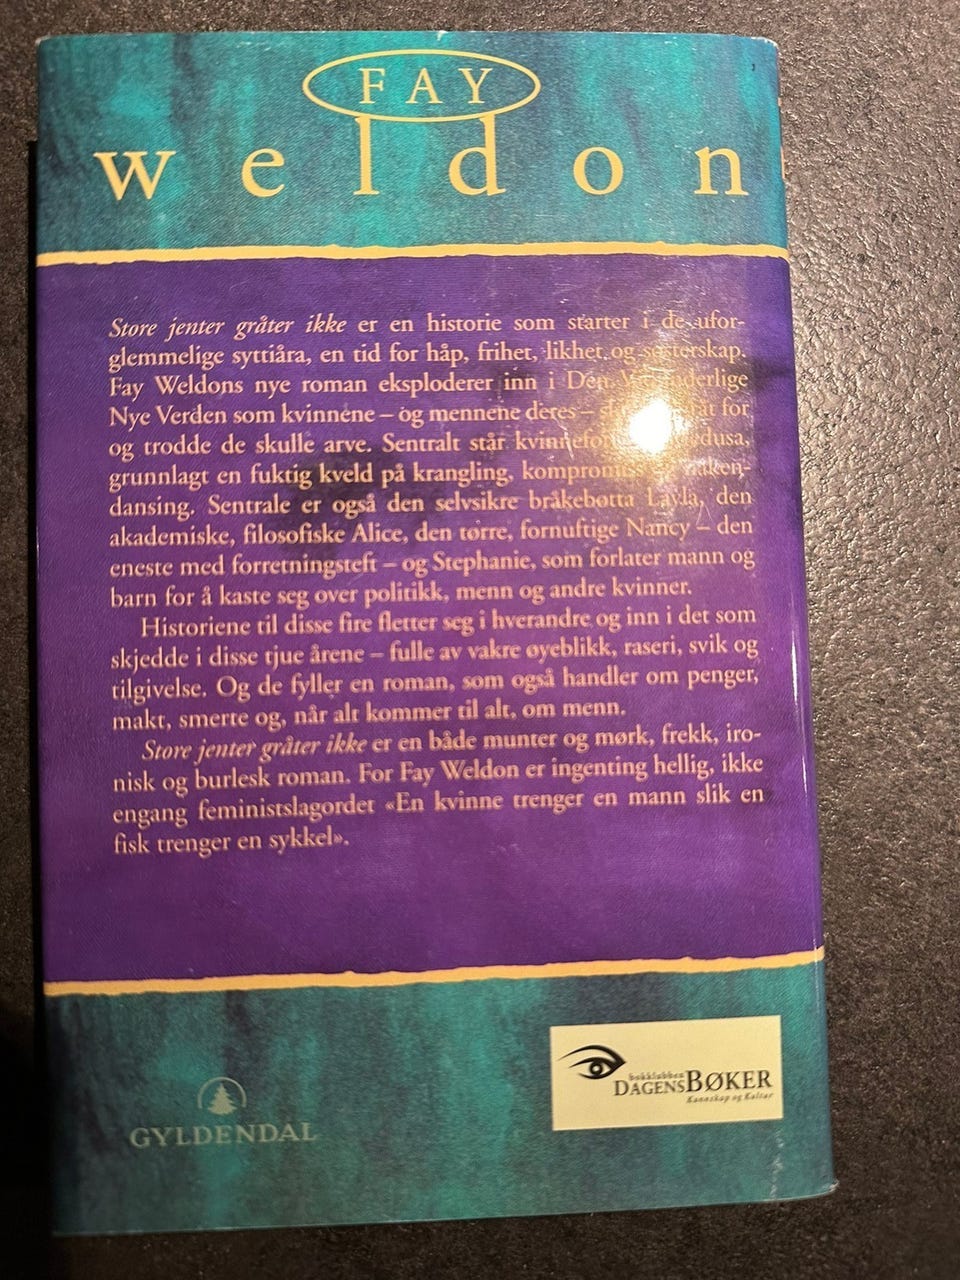 FAY
weldon
Store jenter gråter ikke er en historie som starter i de ufor-
glemmelige syttiåra, en tid for håp, frihet, likhet og søsterskap.
Fay Weldons nye roman eksploderer inn i Den Vidunderlige
Nye Verden som kvinnene – og mennene deres – for
og trodde de skulle arve. Sentralt står
grunnlagt en fuktig kveld på krangling, kompromiss og naken-
dansing. Sentrale er også den selvsikre bråkebøtta Layla, den
akademiske, filosofiske Alice, den tørre, fornuftige Nancy – den
eneste med forretningsteft – og Stephanie, som forlater mann og
barn for å kaste seg over politikk, menn og andre kvinner.
Historiene til disse fire fletter seg i hverandre og inn i det som
skjedde i disse tjue årene – fulle av vakre øyeblikk, raseri, svik og
tilgivelse. Og de fyller en roman, som også handler om penger,
makt, smerte og, når alt kommer til alt, om menn.
Store jenter gråter ikke er en både munter og mørk, frekk, iro-
nisk og burlesk roman. For Fay Weldon er ingenting hellig, ikke
engang feministslagordet «En kvinne trenger en mann slik en
fisk trenger en sykkel».
GYLDENDAL
bokklubben
DAGENSBØKER
Kunnskap og Kultur